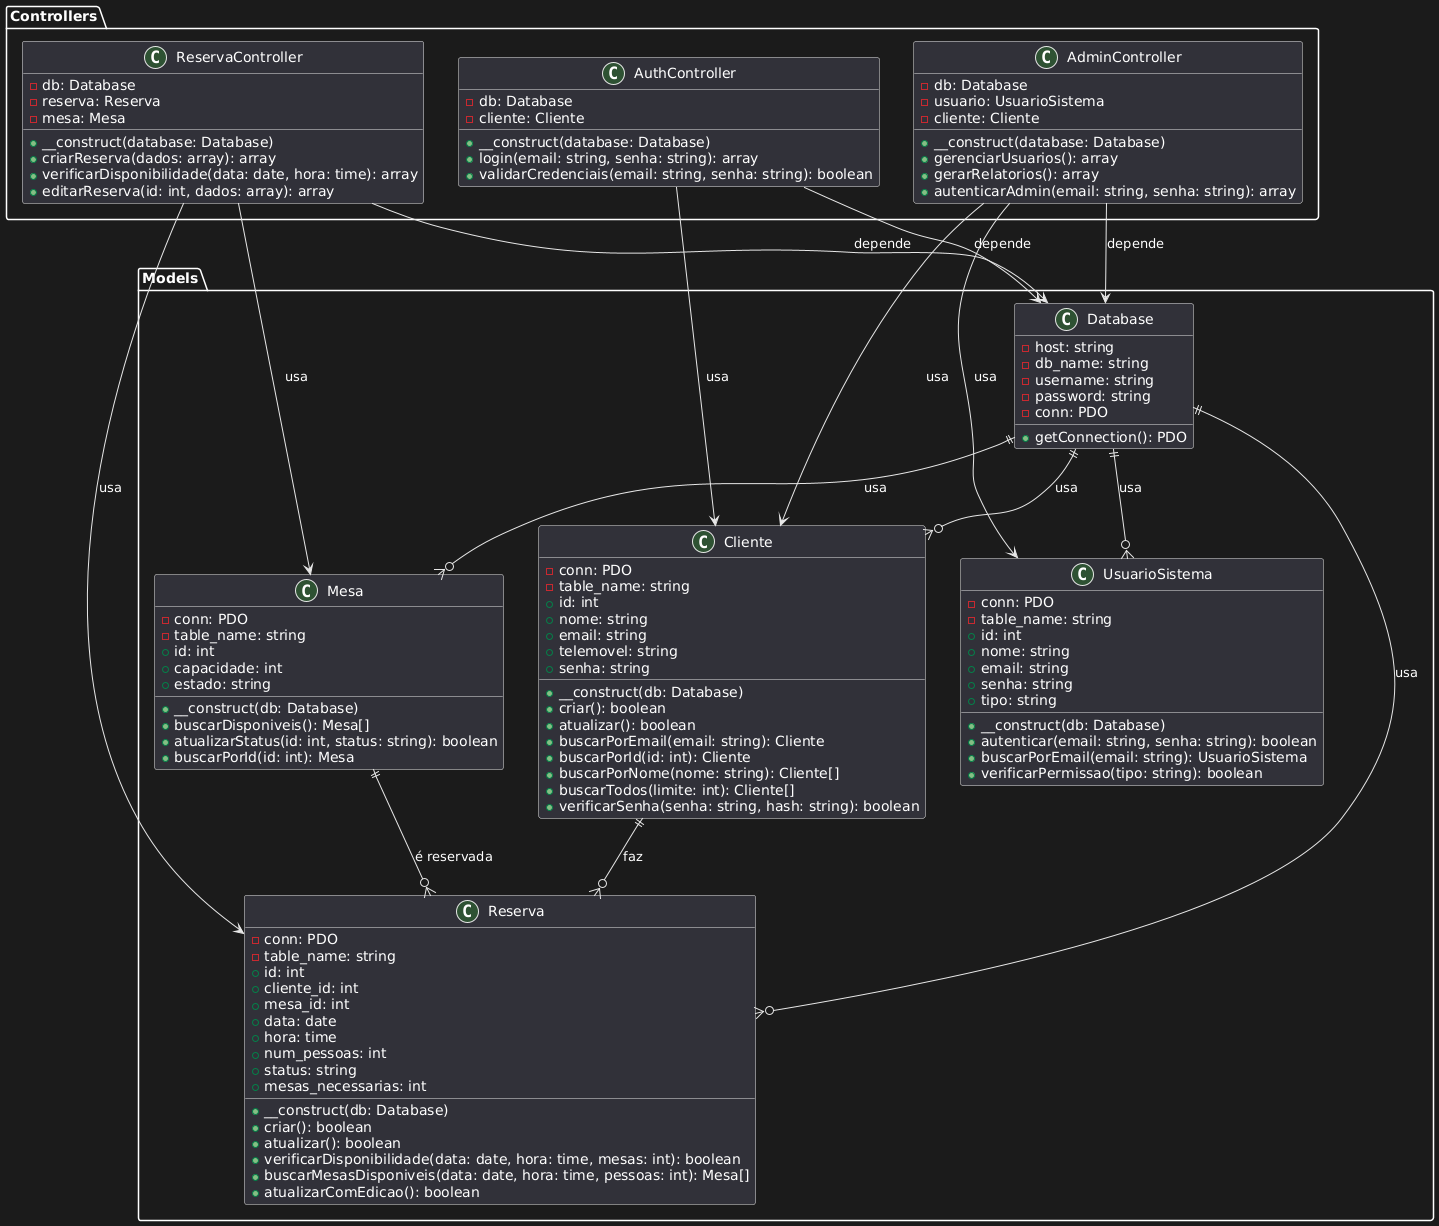 Controllers
C ReservaController
db: Database
reserva: Reserva
mesa: Mesa
__construct(database: Database)
criarReserva(dados: array): array
verificarDisponibilidade(data: date, hora: time): array
editarReserva(id: int, dados: array): array
C AuthController
db: Database
cliente: Cliente
__construct(database: Database)
login(email: string, senha: string): array
validarCredenciais(email: string, senha: string): boolean
C AdminController
db: Database
usuario: UsuarioSistema
cliente: Cliente
__construct(database: Database)
gerenciarUsuarios(): array
gerarRelatorios(): array
autenticarAdmin(email: string, senha: string): array
depende
depende
depende
Models
C Database
host: string
db_name: string
username: string
password: string
conn: PDO
getConnection(): PDO
usa
usa
usa
usa
usa
usa
usa
usa
C Mesa
conn: PDO
table_name: string
id: int
capacidade: int
estado: string
__construct(db: Database)
buscarDisponiveis(): Mesa[]
atualizarStatus(id: int, status: string): boolean
buscarPorId(id: int): Mesa
C Cliente
conn: PDO
table_name: string
id: int
nome: string
email: string
telemovel: string
senha: string
__construct(db: Database)
criar(): boolean
atualizar(): boolean
buscarPorEmail(email: string): Cliente
buscarPorId(id: int): Cliente
buscarPorNome(nome: string): Cliente[]
buscarTodos(limite: int): Cliente[]
verificarSenha(senha: string, hash: string): boolean
C UsuarioSistema
conn: PDO
table_name: string
id: int
nome: string
email: string
senha: string
tipo: string
__construct(db: Database)
autenticar(email: string, senha: string): boolean
buscarPorEmail(email: string): UsuarioSistema
verificarPermissao(tipo: string): boolean
usa
é reservada
faz
C Reserva
conn: PDO
table_name: string
id: int
cliente_id: int
mesa_id: int
data: date
hora: time
num_pessoas: int
status: string
mesas_necessarias: int
__construct(db: Database)
criar(): boolean
atualizar(): boolean
verificarDisponibilidade(data: date, hora: time, mesas: int): boolean
buscarMesasDisponiveis(data: date, hora: time, pessoas: int): Mesa[]
atualizarComEdicao(): boolean